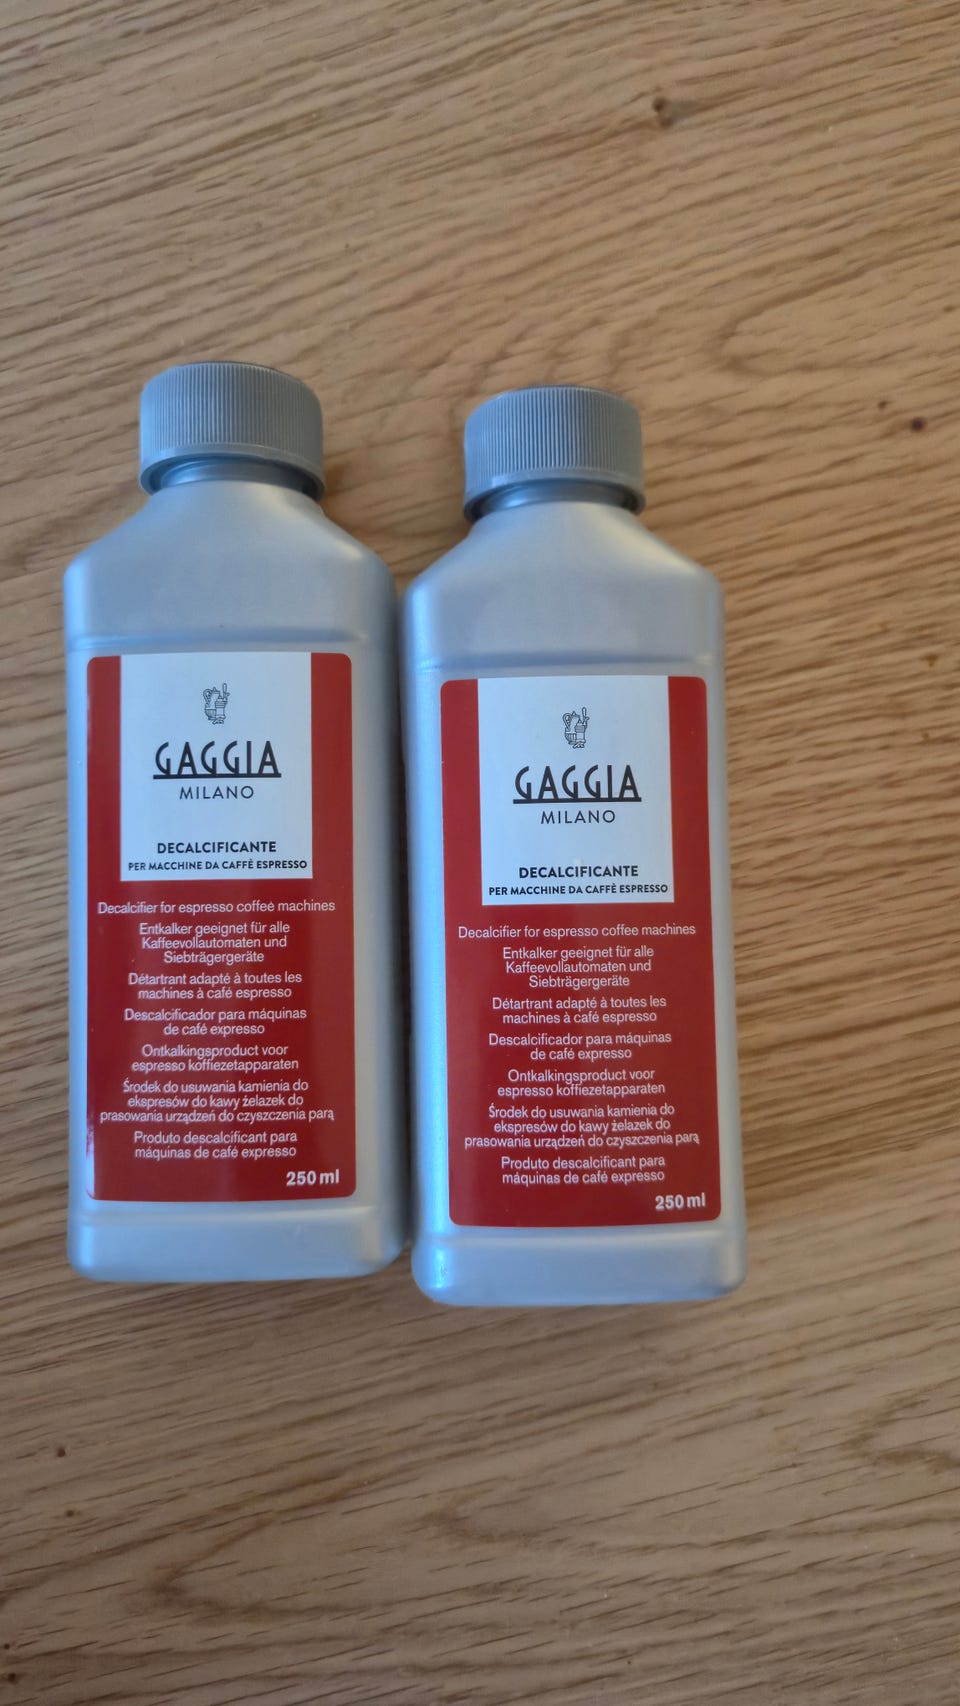 GAGGIA
MILANO
DECALCIFICANTE
PER MACCHINE DA CAFFÈ ESPRESSO
Decalcifier for espresso coffee machines
Entkalker geeignet für alle
Kaffeevollautomaten und
Siebträgergeräte
Détartrant adapté à toutes les
machines à café espresso
Descalcificador para máquinas
de café expresso
Ontkalkingsproduct voor
espresso koffiezetapparaten
Środek do usuwania kamienia do
ekspresów do kawy żelazek do
prasowania urządzeń do czyszczenia parą
Produto descalcificant para
máquinas de café expresso
250 ml
GAGGIA
MILANO
DECALCIFICANTE
PER MACCHINE DA CAFFÈ ESPRESSO
Decalcifier for espresso coffee machines
Entkalker geeignet für alle
Kaffeevollautomaten und
Siebträgergeräte
Détartrant adapté à toutes les
machines à café espresso
Descalcificador para máquinas
de café expresso
Ontkalkingsproduct voor
espresso koffiezetapparaten
Środek do usuwania kamienia do
ekspresów do kawy żelazek do
prasowania urządzeń do czyszczenia parą
Produto descalcificant para
máquinas de café expresso
250 ml